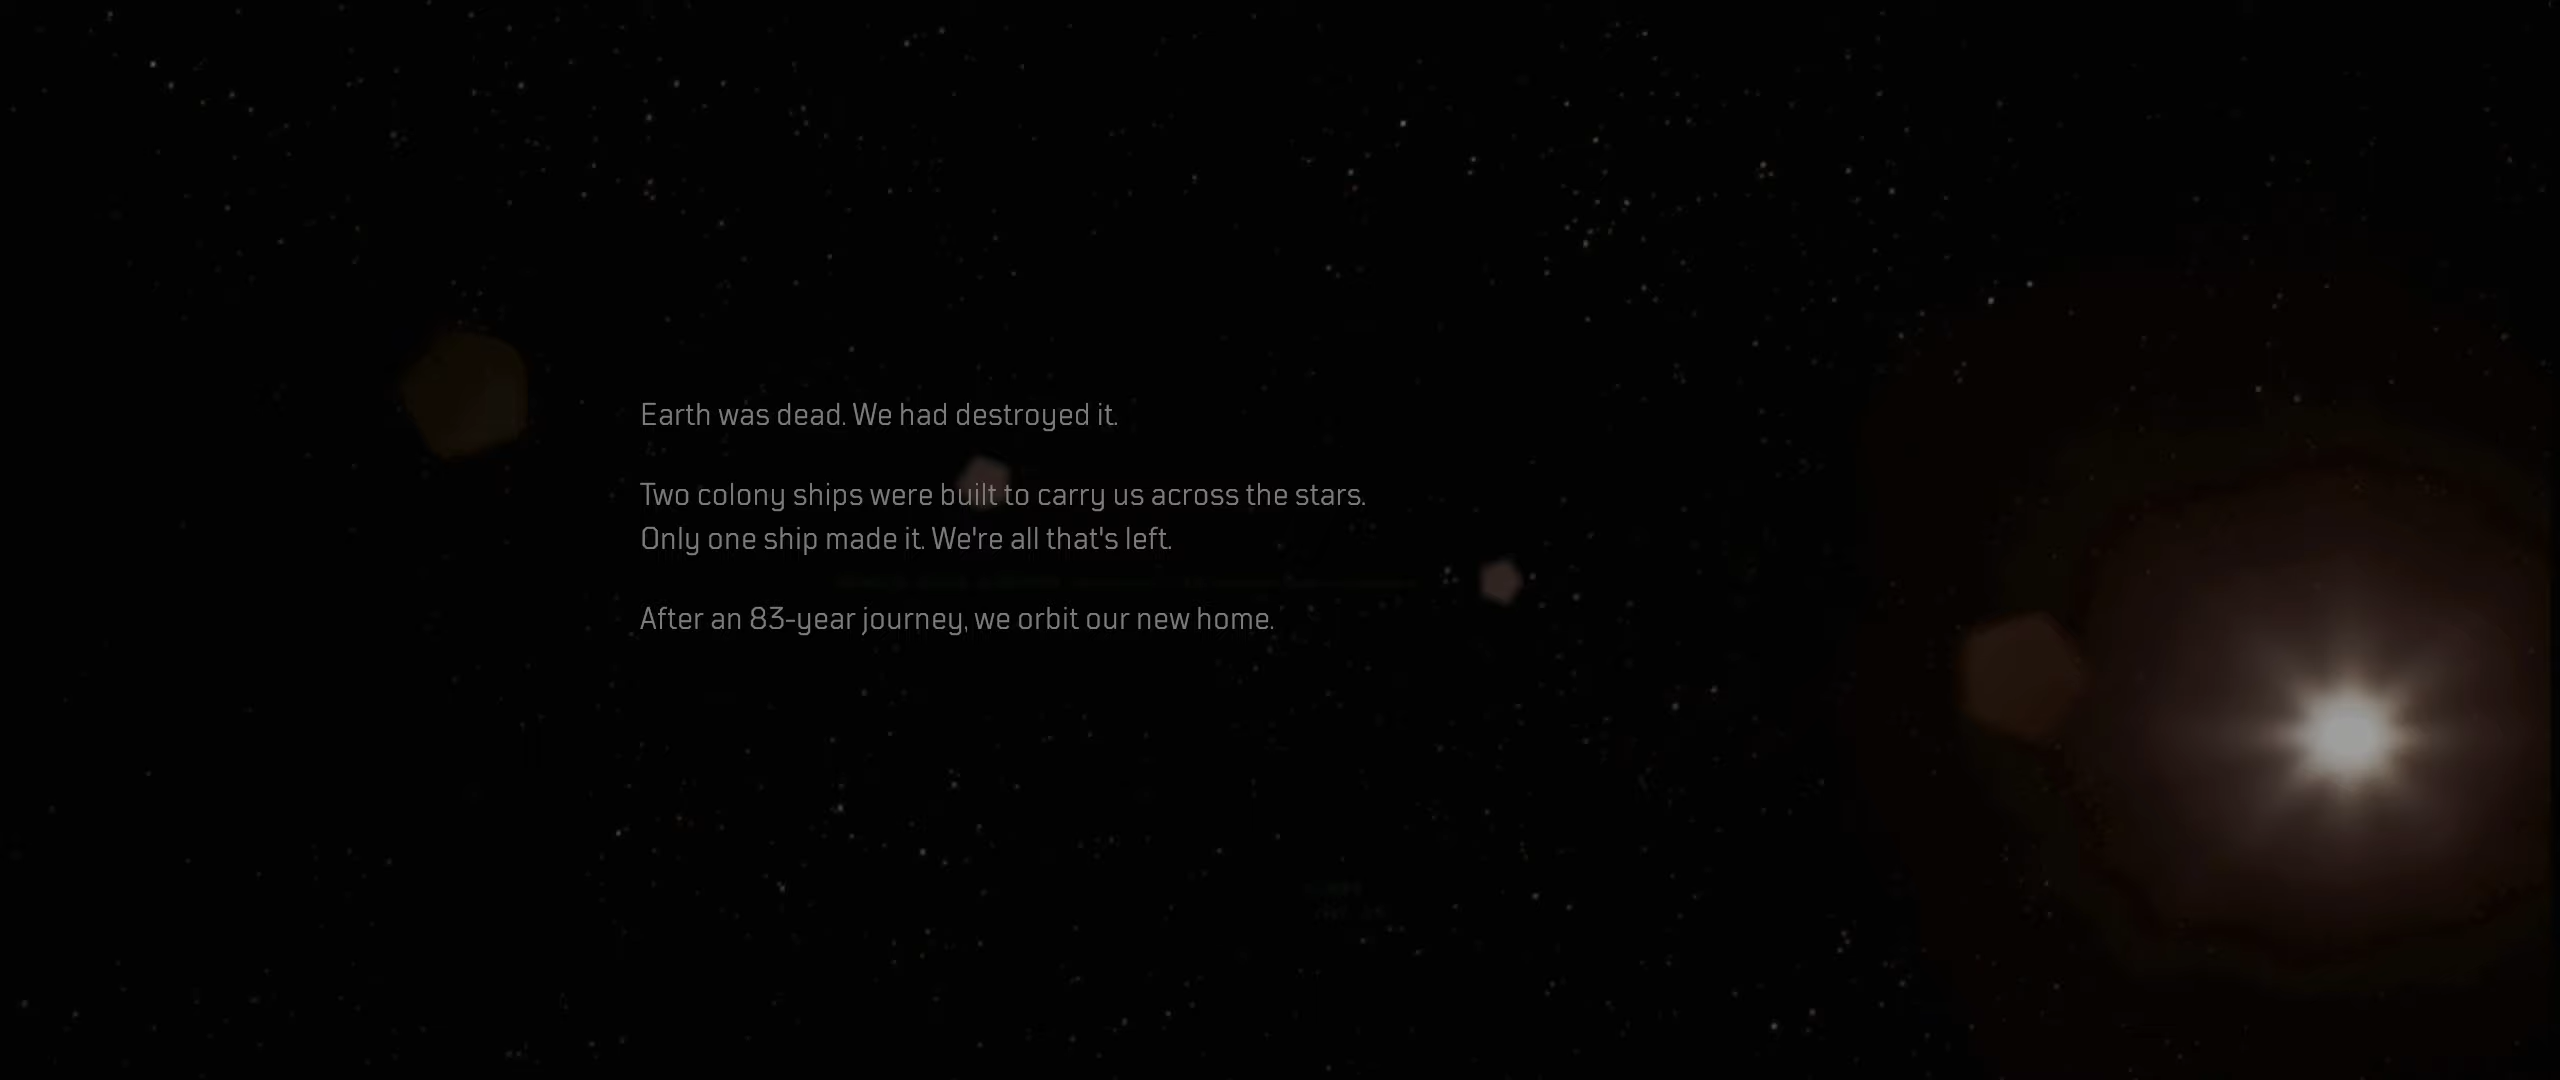 Earth was dead. We had destroyed it.
Two colony ships were built to carry us across the stars.
Only one ship made it. We're all that's left.
After an 83-year journey, we orbit our new home.